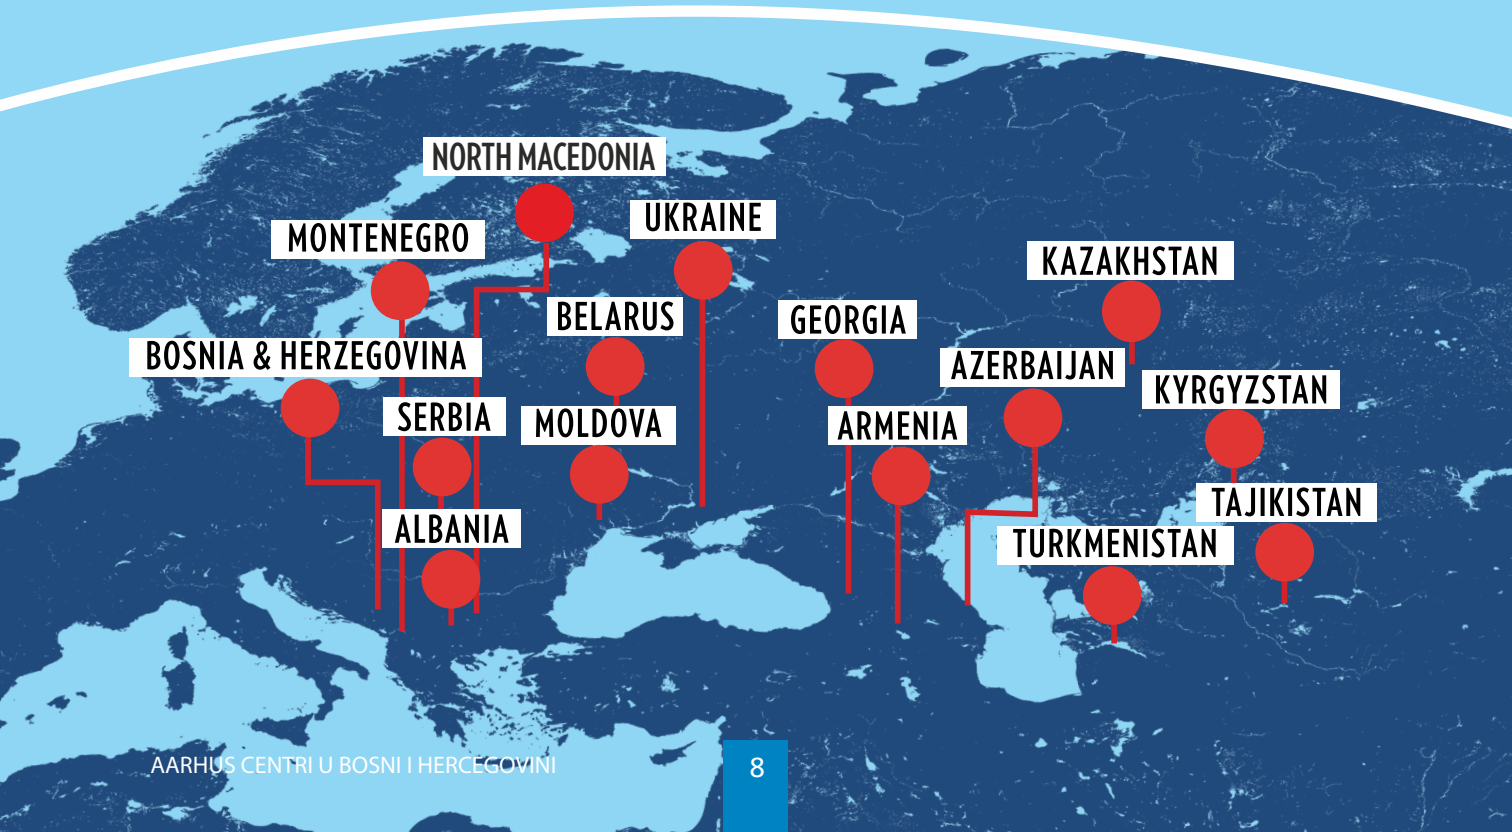 NORTH MACEDONIA
UKRAINE
MONTENEGRO
KAZAKHSTAN
BELARUS
GEORGIA
BOSNIA & HERZEGOVINA
AZERBAIJAN
KYRGYZSTAN
SERBIA
MOLDOVA
ARMENIA
TAJIKISTAN
ALBANIA
TURKMENISTAN
AARHUS CENTRI U BOSNI I HERCEGOVINI
8